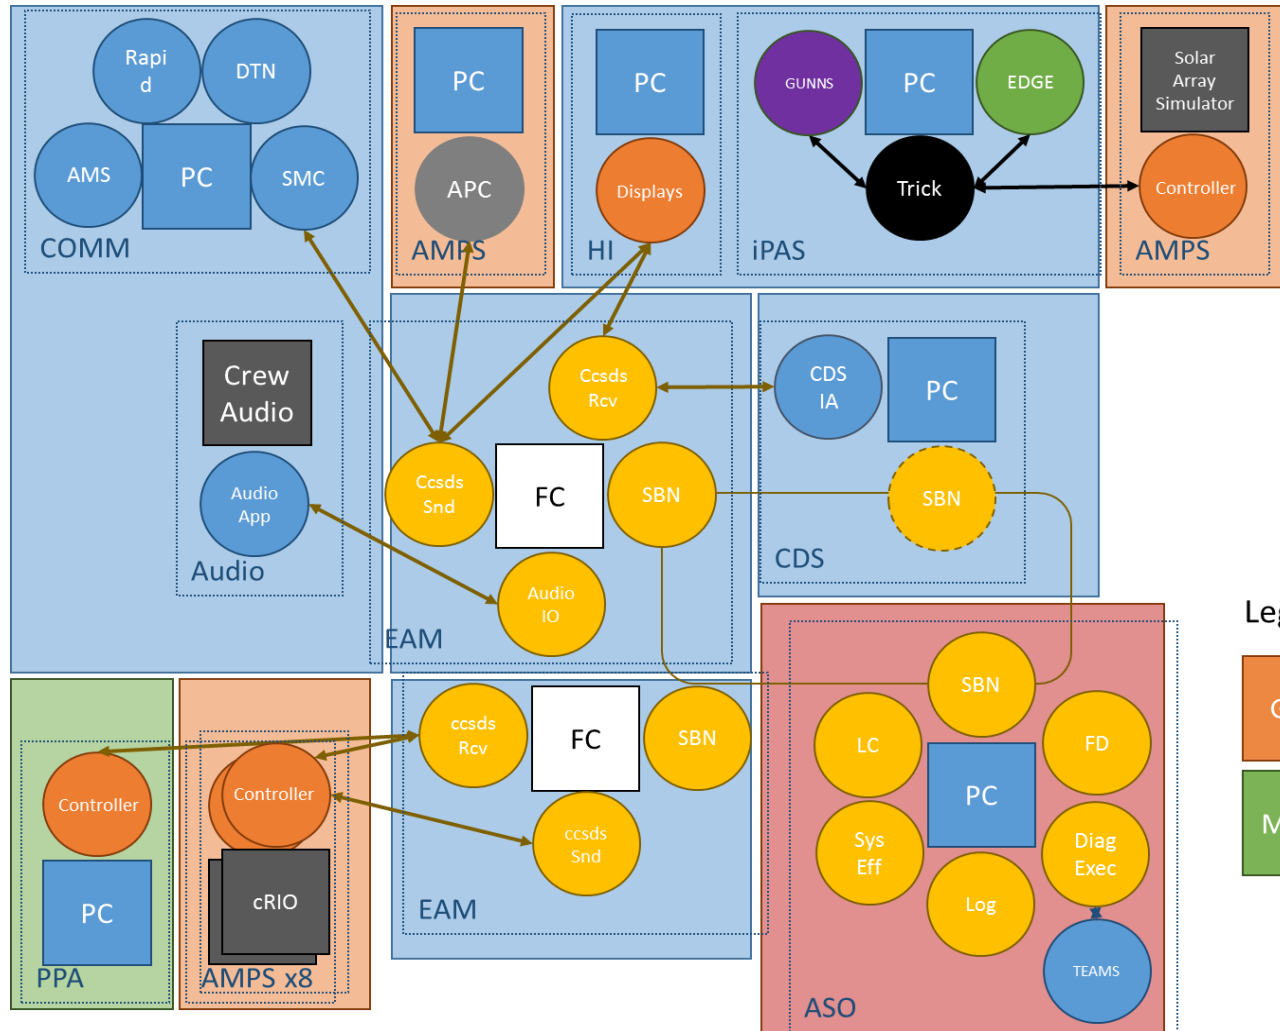 Rapi
d
DTN
AMS
PC
SMC
COMM
PC
APC
AMPS
PC
Displays
HI
GUNNS
PC
EDGE
Trick
iPAS
Solar
Array
Simulator
Controller
AMPS
Crew
Audio
Audio
App
Audio
Ccsds
Rcv
Ccsds
Snd
FC
SBN
Audio
IO
EAM
CDS
IA
PC
SBN
CDS
ccsds
Rcv
FC
SBN
ccsds
Snd
EAM
Controller
PC
PPA
Controller
cRIO
AMPS x8
SBN
LC
FD
PC
Sys
Eff
Diag
Exec
Log
TEAMS
ASO